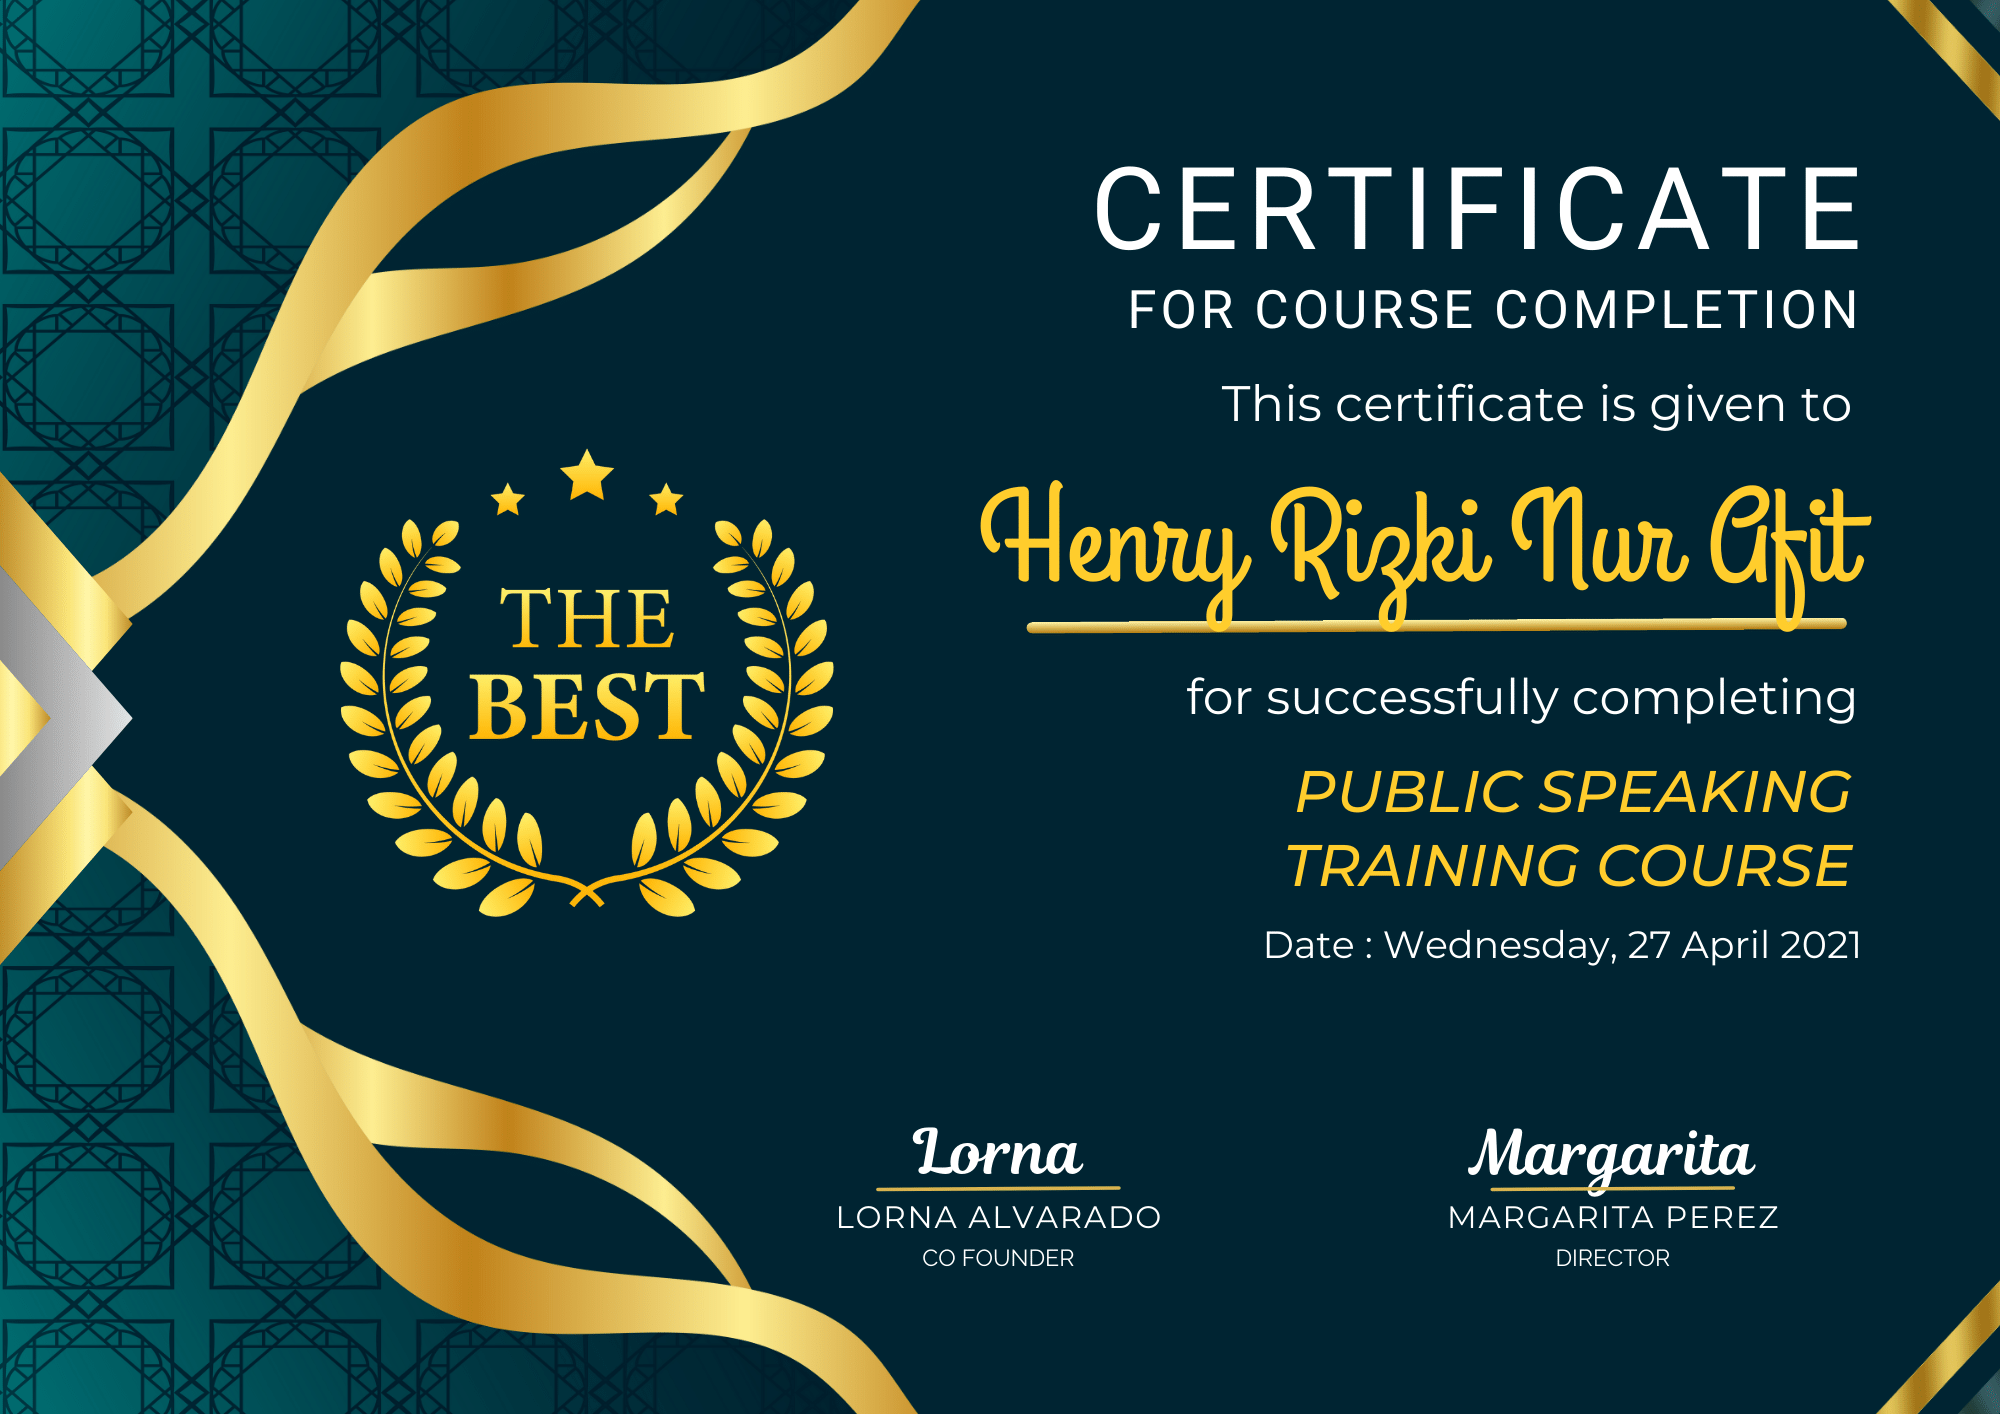 CERTIFICATE
FOR COURSE COMPLETION
This certificate is given to
Henry Rizki Nur Afit
THE
BEST
for successfully completing
PUBLIC SPEAKING
TRAINING COURSE
Date : Wednesday, 27 April 2021
Lorna
LORNA ALVARADO
CO FOUNDER
Margarita
MARGARITA PEREZ
DIRECTOR